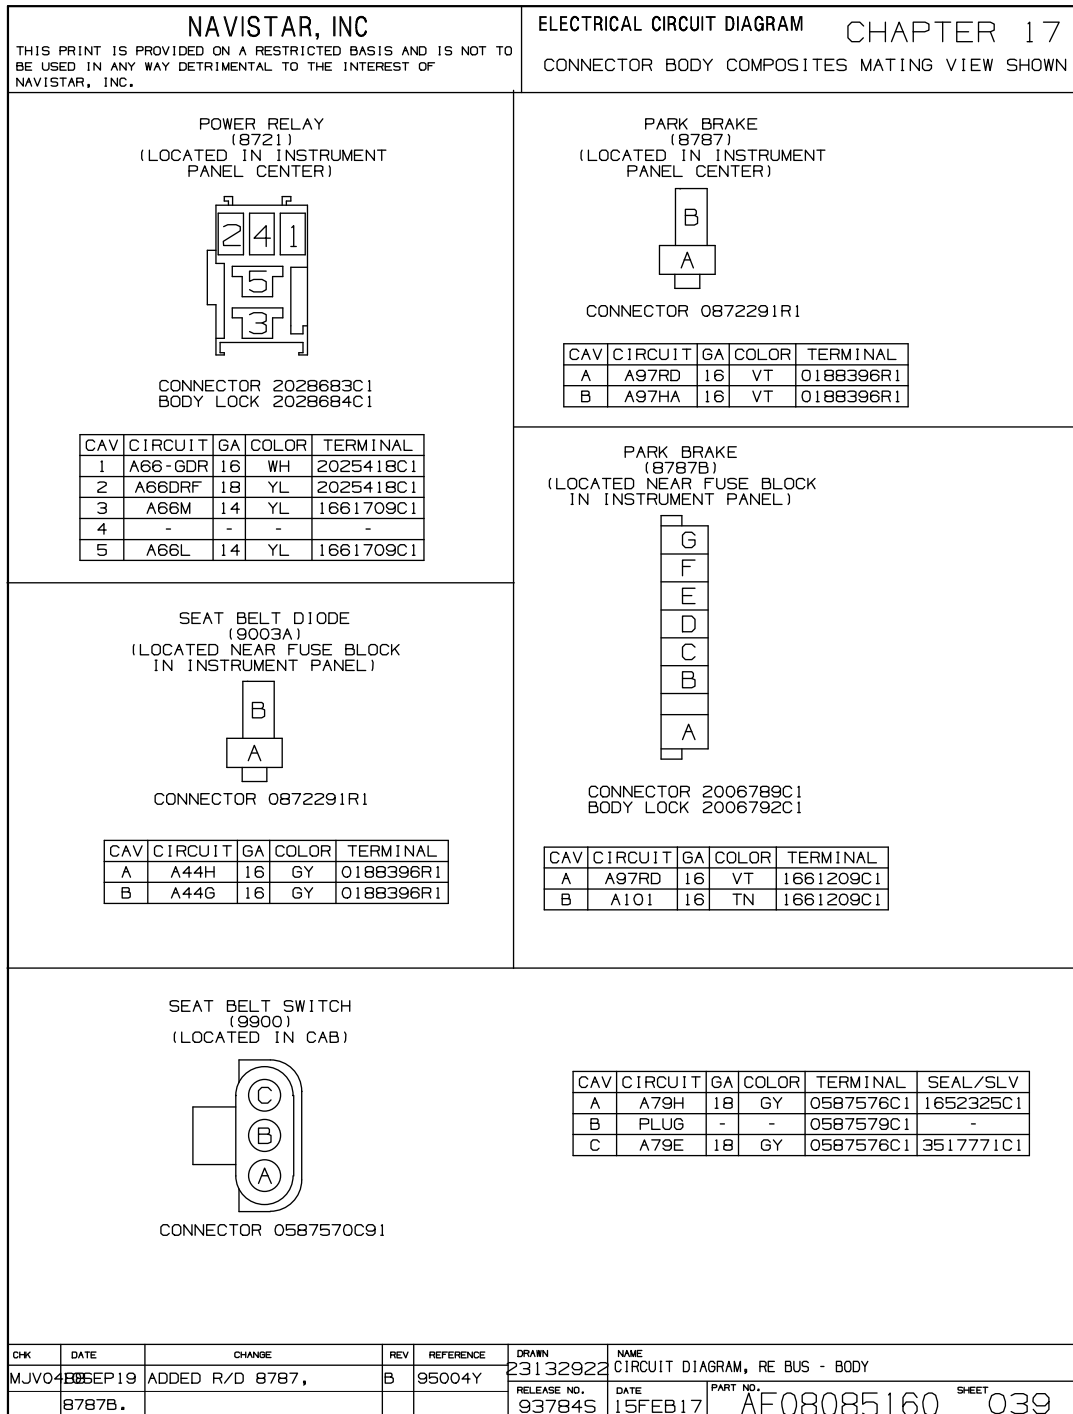 NAVISTAR, INC
THIS PRINT IS PROVIDED ON A RESTRICTED BASIS AND IS NOT TO
BE USED IN ANY WAY DETRIMENTAL TO THE INTEREST OF
NAVISTAR, INC.
ELECTRICAL CIRCUIT DIAGRAM CHAPTER 17
CONNECTOR BODY COMPOSITES MATING VIEW SHOWN
POWER RELAY
(8721)
(LOCATED IN INSTRUMENT
PANEL CENTER)
2 4 1
5
3
CONNECTOR 2028683C1
BODY LOCK 2028684C1
CAV CIRCUIT GA COLOR TERMINAL
1 A66-GDR 16 WH 2025418C1
2 A66DRF 18 YL 2025418C1
3 A66M 14 YL 1661709C1
4 - - - -
5 A66L 14 YL 1661709C1
PARK BRAKE
(8787)
(LOCATED IN INSTRUMENT
PANEL CENTER)
B
A
CONNECTOR 0872291R1
CAV CIRCUIT GA COLOR TERMINAL
A A97RD 16 VT 0188396R1
B A97HA 16 VT 0188396R1
PARK BRAKE
(8787B)
(LOCATED NEAR FUSE BLOCK
IN INSTRUMENT PANEL)
G
F
E
D
C
B
A
CONNECTOR 2006789C1
BODY LOCK 2006792C1
CAV CIRCUIT GA COLOR TERMINAL
A A97RD 16 VT 1661209C1
B A101 16 TN 1661209C1
SEAT BELT DIODE
(9003A)
(LOCATED NEAR FUSE BLOCK
IN INSTRUMENT PANEL)
B
A
CONNECTOR 0872291R1
CAV CIRCUIT GA COLOR TERMINAL
A A44H 16 GY 0188396R1
B A44G 16 GY 0188396R1
SEAT BELT SWITCH
(9900)
(LOCATED IN CAB)
C
B
A
CONNECTOR 0587570C91
CAV CIRCUIT GA COLOR TERMINAL SEAL/SLV
A A79H 18 GY 0587576C1 1652325C1
B PLUG - - 0587579C1 -
C A79E 18 GY 0587576C1 3517771C1
CHK DATE CHANGE REV REFERENCE
ADDED R/D 8787, B 95004Y
8787B.
DRAWN
23132922
NAME
CIRCUIT DIAGRAM, RE BUS - BODY
RELEASE NO.
93784S
DATE
15FEB17
PART NO.
AF08085160
SHEET
039